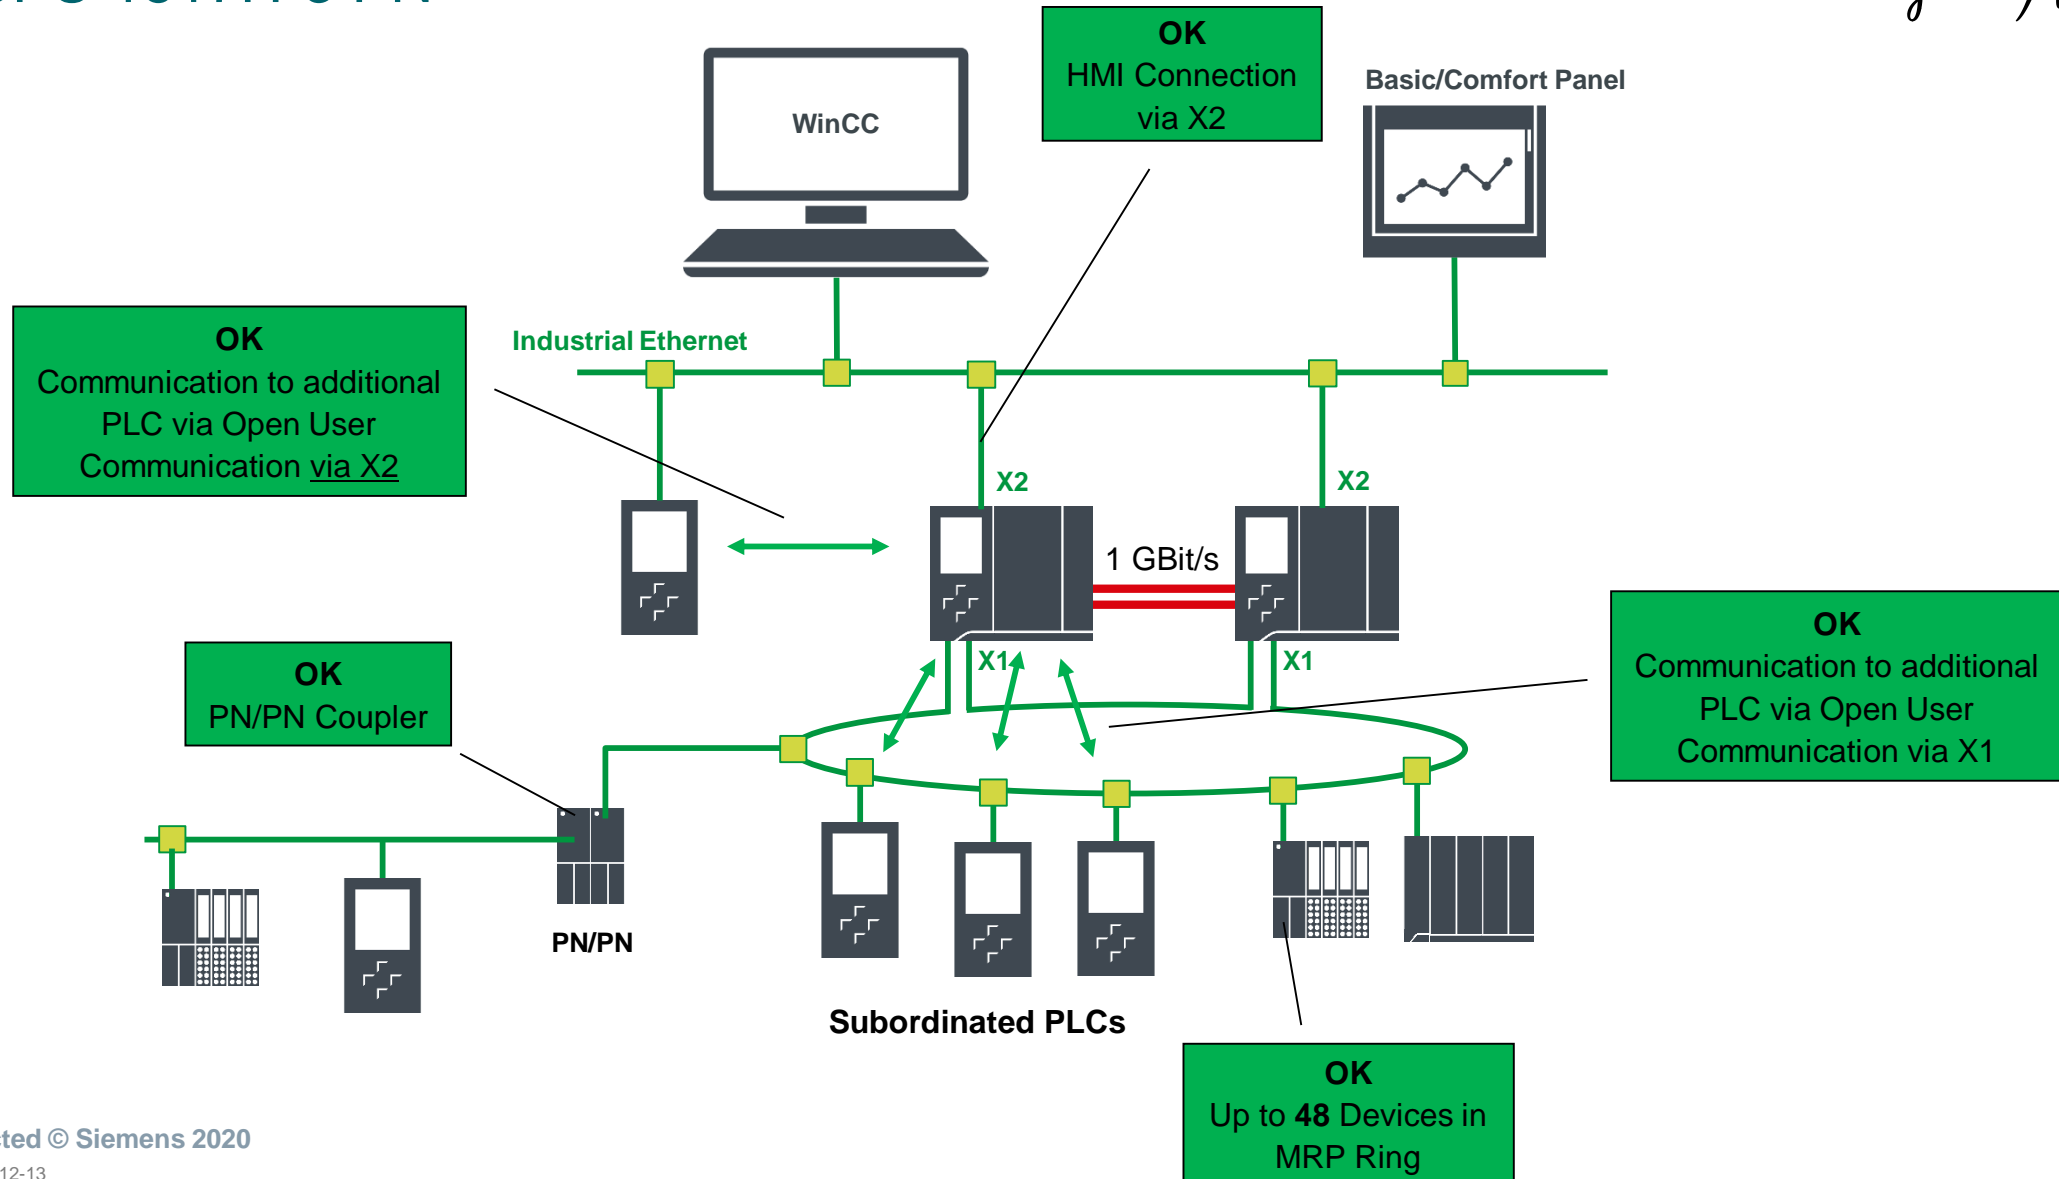 OK
HMI Connection
via X2
Basic/Comfort Panel
WinCC
OK
Communication to additional
PLC via Open User
Communication via X2
Industrial Ethernet
X2
X2
1 GBit/s
OK
Communication to additional
PLC via Open User
Communication via X1
X1
X1
OK
PN/PN Coupler
PN/PN
Subordinated PLCs
OK
Up to 48 Devices in
MRP Ring
© Siemens 2020
12-13